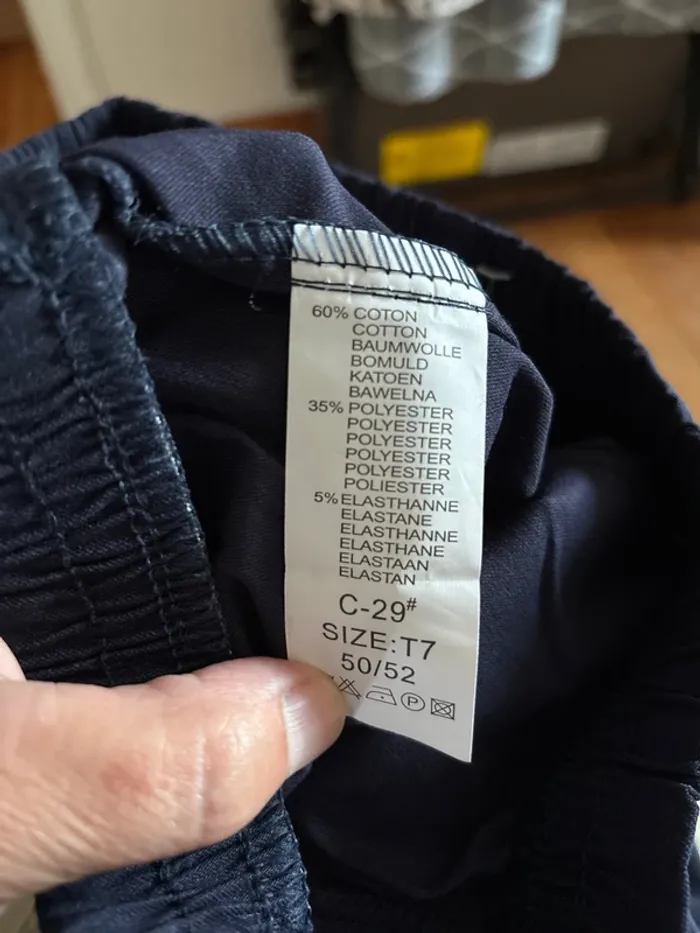 60% COTON
COTTON
BAUMWOLLE
BOMULD
KATOEN
BAWELNA
35% POLYESTER
POLYESTER
POLYESTER
POLYESTER
POLYESTER
POLIESTER
5% ELASTHANNE
ELASTANE
ELASTHANNE
ELASTHANE
ELASTAAN
ELASTAN
C-29#
SIZE:T7
50/52
P